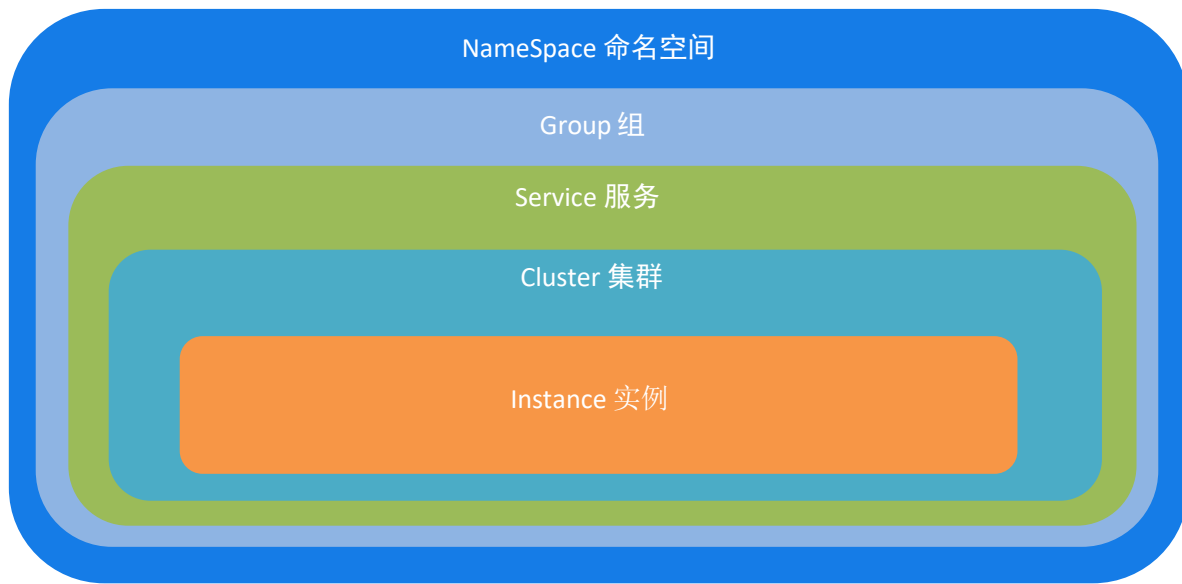 NameSpace 命名空间
Group 组
Service 服务
Cluster 集群
Instance 实例